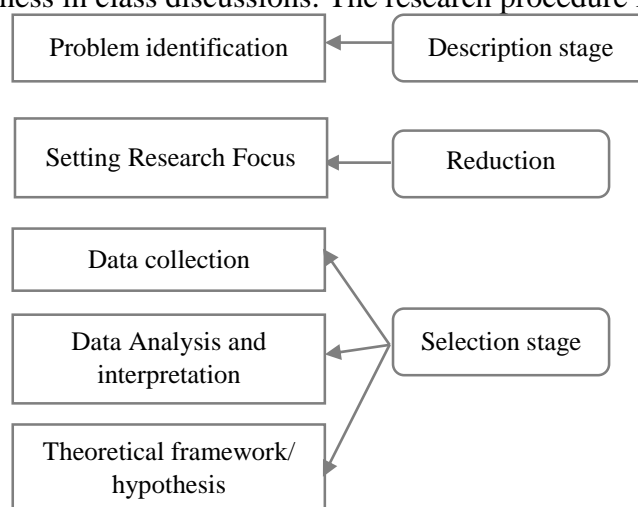 ness in class discussions. The research procedure
Problem identification
Description stage
Setting Research Focus
Reduction
Data collection
Data Analysis and
interpretation
Selection stage
Theoretical framework/
hypothesis